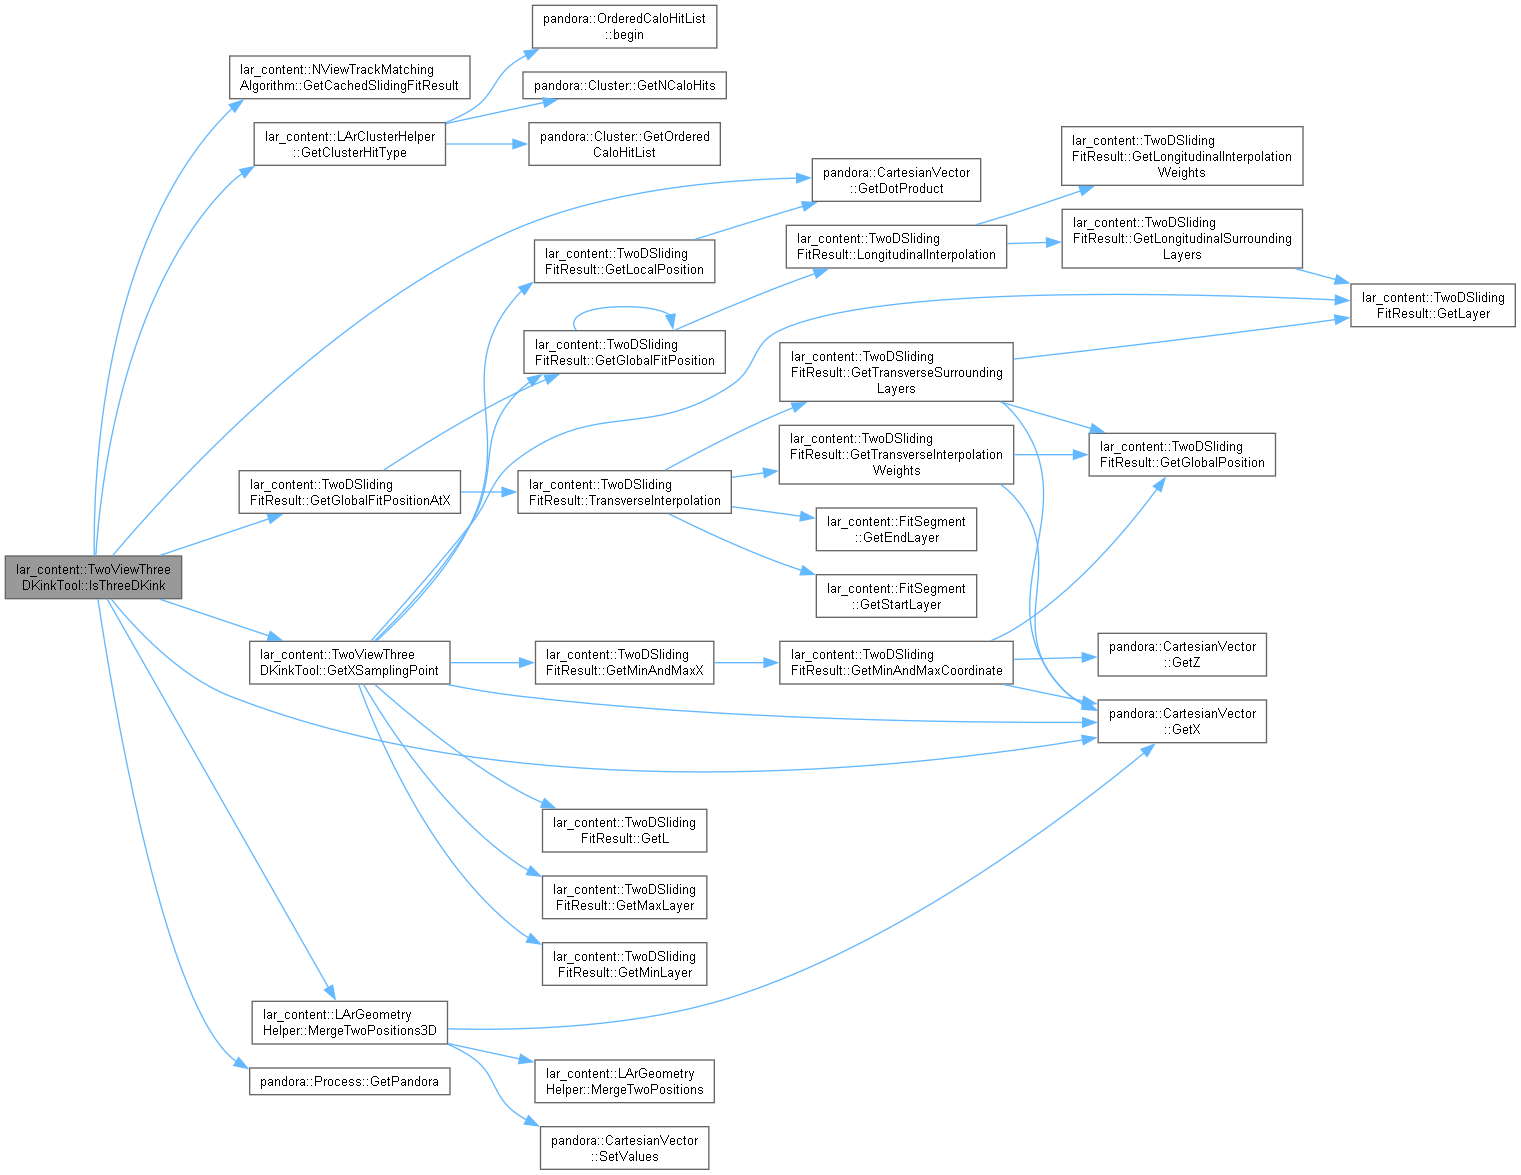 pandora::OrderedCaloHitList
::begin
lar_content::NViewTrackMatching
Algorithm::GetCachedSlidingFitResult
pandora::Cluster::GetNCaloHits
lar_content::LArClusterHelper
::GetClusterHitType
pandora::Cluster::GetOrdered
CaloHitList
lar_content::TwoDSliding
FitResult::GetLongitudinalInterpolation
Weights
pandora::CartesianVector
::GetDotProduct
lar_content::TwoDSliding
FitResult::GetLocalPosition
lar_content::TwoDSliding
FitResult::LongitudinalInterpolation
lar_content::TwoDSliding
FitResult::GetLongitudinalSurrounding
Layers
lar_content::TwoDSliding
FitResult::GetLayer
lar_content::TwoDSliding
FitResult::GetGlobalFitPosition
lar_content::TwoDSliding
FitResult::GetTransverseSurrounding
Layers
lar_content::TwoDSliding
FitResult::GetTransverseInterpolation
Weights
lar_content::TwoDSliding
FitResult::GetGlobalPosition
lar_content::TwoDSliding
FitResult::GetGlobalFitPositionAtX
lar_content::TwoDSliding
FitResult::TransverseInterpolation
lar_content::FitSegment
::GetEndLayer
lar_content::TwoViewThree
DKinkTool::IsThreeDKink
lar_content::FitSegment
::GetStartLayer
lar_content::TwoViewThree
DKinkTool::GetXSamplingPoint
lar_content::TwoDSliding
FitResult::GetMinAndMaxX
lar_content::TwoDSliding
FitResult::GetMinAndMaxCoordinate
pandora::CartesianVector
::GetZ
pandora::CartesianVector
::GetX
lar_content::TwoDSliding
FitResult::GetL
lar_content::TwoDSliding
FitResult::GetMaxLayer
lar_content::TwoDSliding
FitResult::GetMinLayer
lar_content::LArGeometry
Helper::MergeTwoPositions3D
pandora::Process::GetPandora
lar_content::LArGeometry
Helper::MergeTwoPositions
pandora::CartesianVector
::SetValues